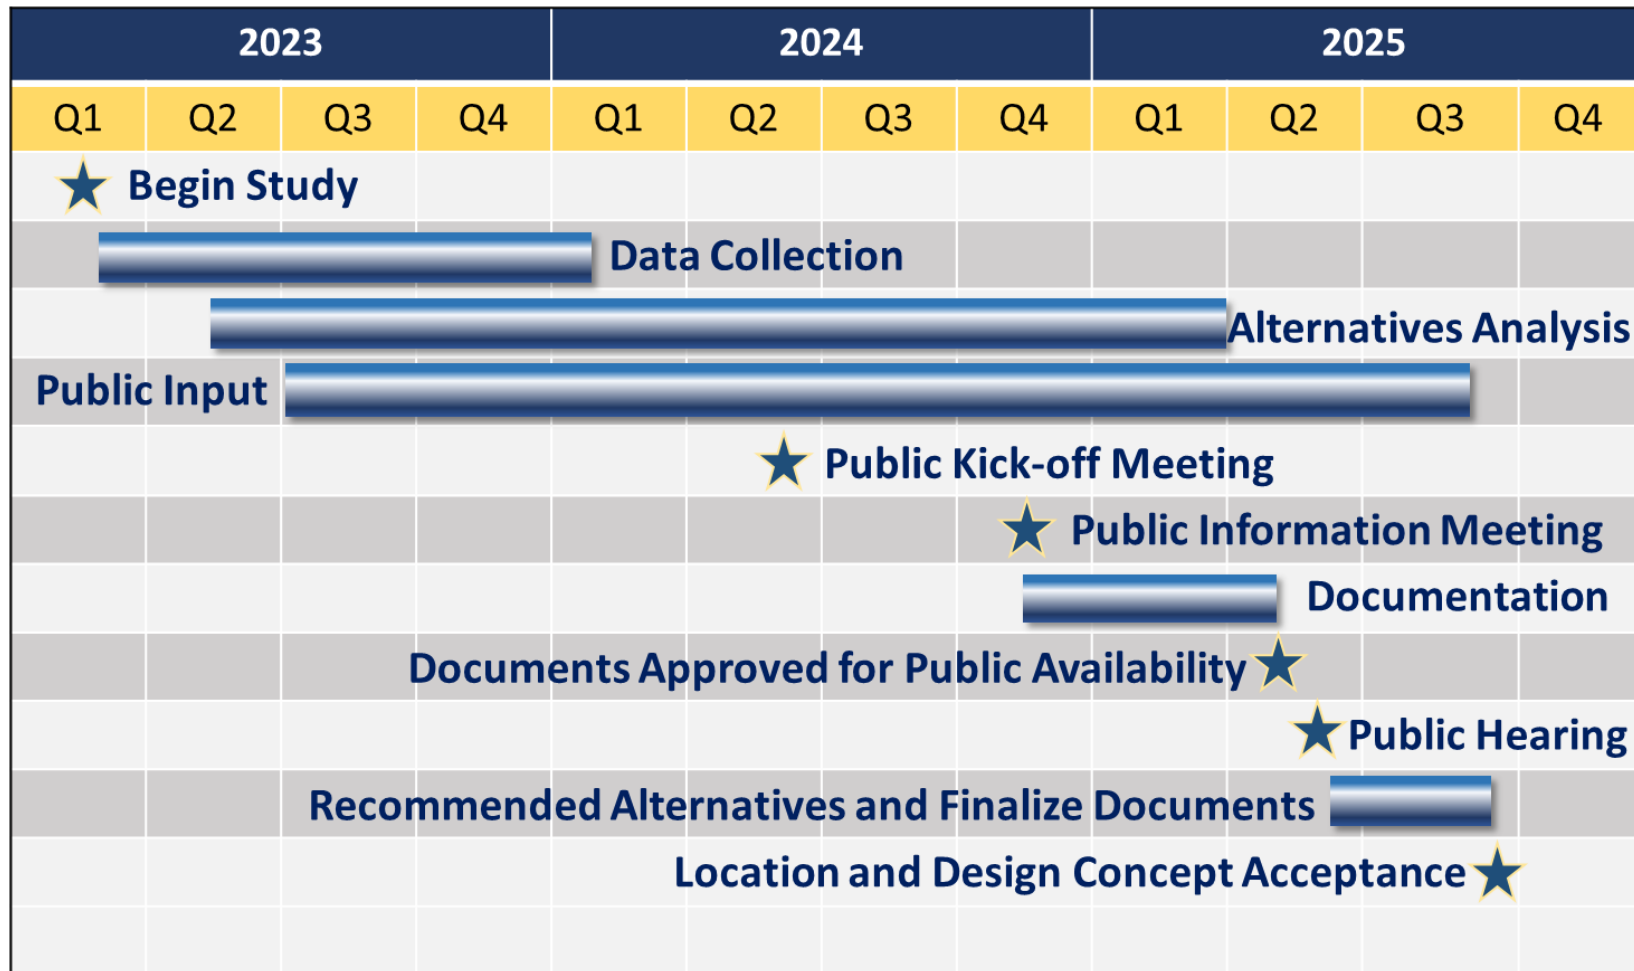 2023 2024 2025
Q1 Q2 Q3 Q4 Q1 Q2 Q3 Q4 Q1 Q2 Q3 Q4
Begin Study
Data Collection
Alternatives Analysis
Public Input
Public Kick-off Meeting
Public Information Meeting
Documentation
Documents Approved for Public Availability
Public Hearing
Recommended Alternatives and Finalize Documents
Location and Design Concept Acceptance